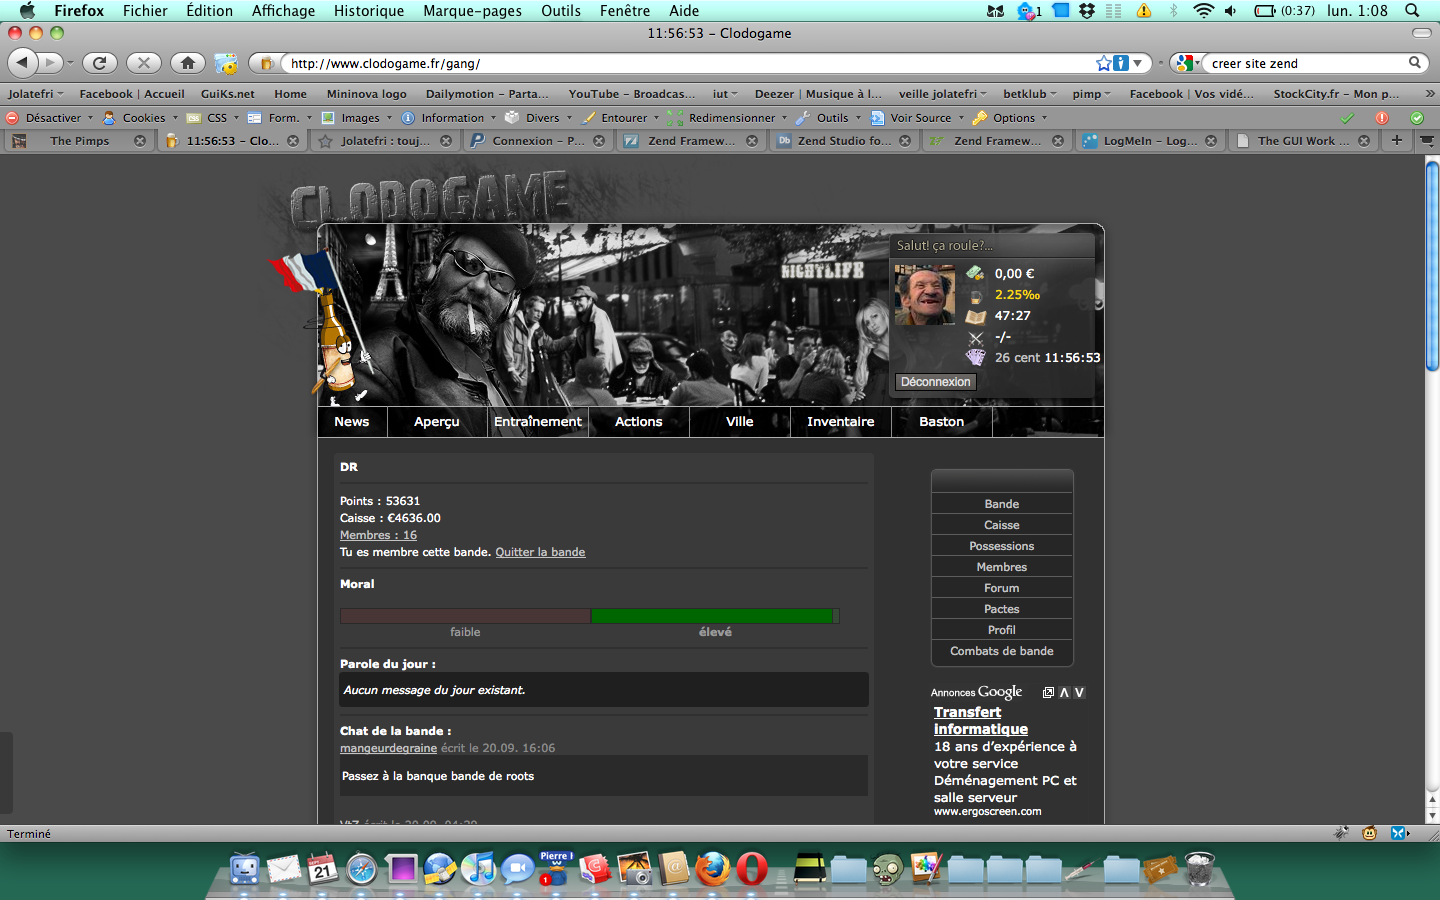 Firefox Fichier Édition Affichage Historique Marque-pages Outils Fenêtre Aide 1 (0:37) lun. 1:08
11:56:53 – Clodogame
http://www.clodogame.fr/gang/ creer site zend
Jolatefri Facebook | Accueil GuiKs.net Home Mininova logo Dailymotion – Parta... YouTube – Broadcas... iut Deezer | Musique à l... veille jolatefri betklub pimp Facebook | Vos vidé... StockCity.fr – Mon p... »
Désactiver Cookies CSS Form. Images Information Divers Entourer Redimensionner Outils Voir Source Options
The Pimps 11:56:53 – Clo... Jolatefri : touj... Connexion – P... Zend Framew... Zend Studio fo... Zend Framew... LogMeIn – Log... The GUI Work ...
CLODOGAME
NIGHTLIFE
Salut! ça roule?...
0,00 €
2.25‰
47:27
-/-
26 cent 11:56:53
Déconnexion
News Aperçu Entraînement Actions Ville Inventaire Baston
DR
Points : 53631
Caisse : €4636.00
Membres : 16
Tu es membre cette bande. Quitter la bande
Moral
faible élevé
Parole du jour :
Aucun message du jour existant.
Chat de la bande :
mangeurdegraine écrit le 20.09. 16:06
Passez à la banque bande de roots
Bande
Caisse
Possessions
Membres
Forum
Pactes
Profil
Combats de bande
Annonces Google
Transfert
informatique
18 ans d'expérience à
votre service
Déménagement PC et
salle serveur
www.ergoscreen.com
Terminé
SEPT 21
Pierre
1